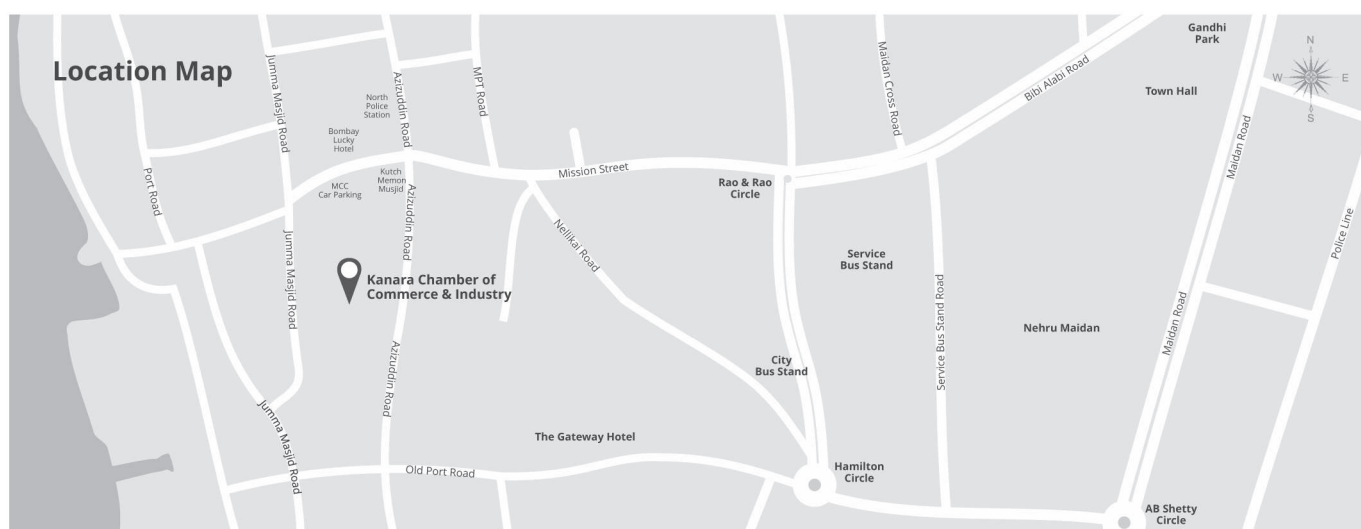 Location Map
Gandhi
Park
N
W
E
S
Town Hall
Bibi Alabi Road
Maidan Cross Road
Jumma Masjid Road
Azizuddin Road
MPT Road
North
Police
Station
Bombay
Lucky
Hotel
Maidan Road
Mission Street
Kutch
Memon
Musjid
MCC
Car Parking
Rao & Rao
Circle
Port Road
Azizuddin Road
Police Line
Nellikai Road
Service
Bus Stand
Jumma Masjid Road
Kanara Chamber of
Commerce & Industry
Service Bus Stand Road
Nehru Maidan
Maidan Road
City
Bus Stand
Azizuddin Road
Jumma Masjid Road
The Gateway Hotel
Old Port Road
Hamilton
Circle
AB Shetty
Circle